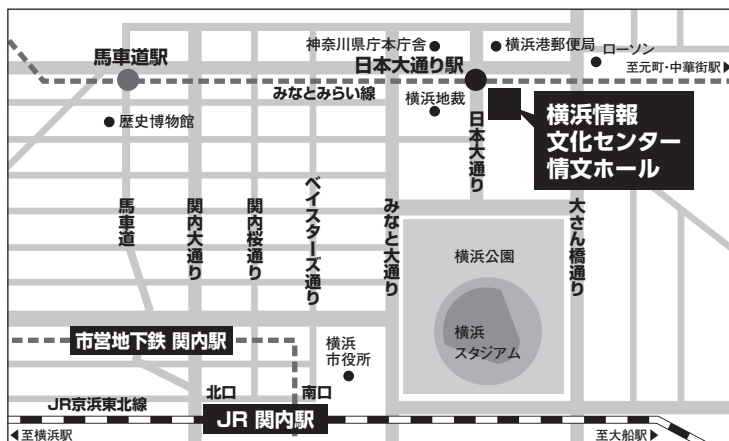 神奈川県庁本庁舎
横浜港郵便局
ローソン
馬車道駅
日本大通り駅
至元町・中華街駅▶
みなとみらい線
横浜地裁
歴史博物館
横浜情報
文化センター
情文ホール
日本大通り
馬車道
関内大通り
関内桜通り
ベイスターズ通り
みなと大通り
大さん橋通り
横浜公園
横浜
スタジアム
市営地下鉄 関内駅
横浜
市役所
北口
南口
JR京浜東北線
JR 関内駅
◀至横浜駅
至大船駅▶